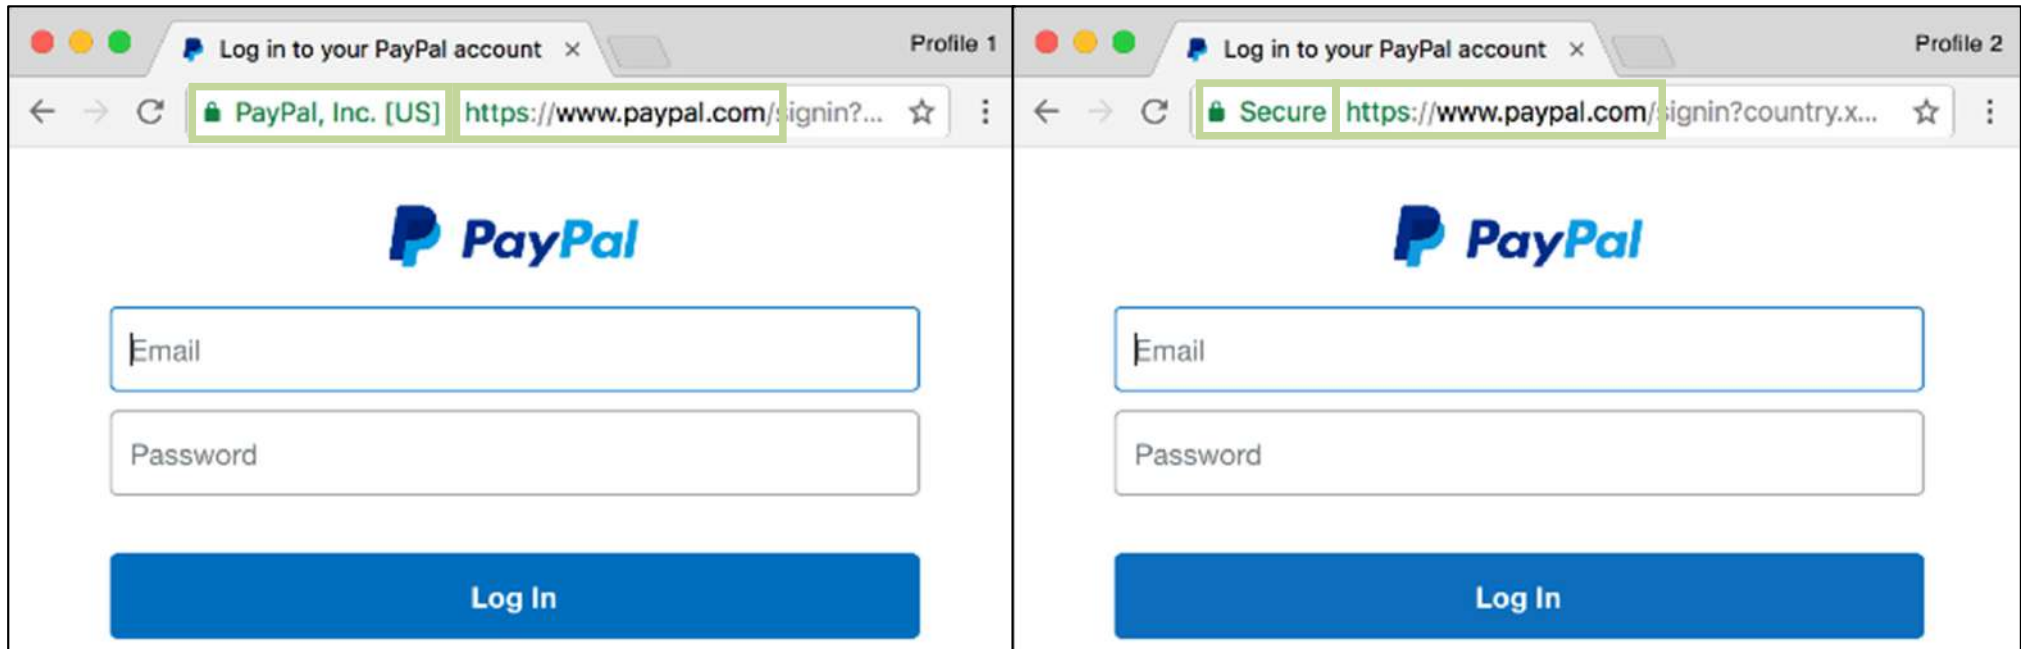 Log in to your PayPal account × Profile 1
PayPal, Inc. [US] https://www.paypal.com/signin?...
PayPal
Email
Password
Log In
Log in to your PayPal account × Profile 2
Secure https://www.paypal.com/signin?country.x...
PayPal
Email
Password
Log In